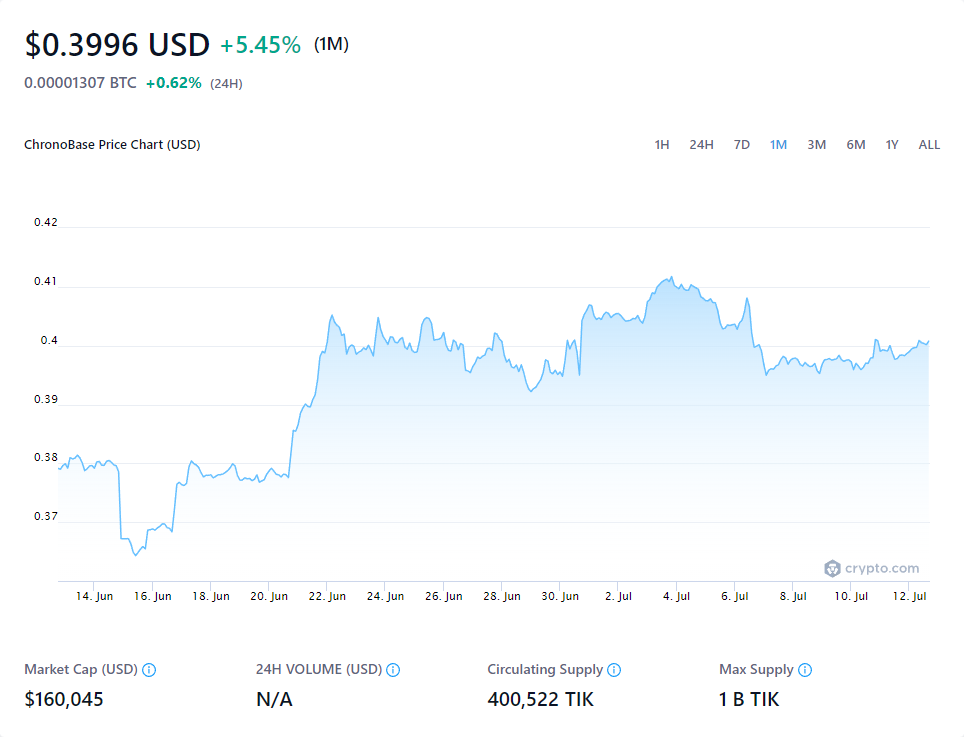 $0.3996 USD +5.45% (1M)
0.00001307 BTC +0.62% (24H)
ChronoBase Price Chart (USD) 1H 24H 7D 1M 3M 6M 1Y ALL
0.42
0.41
0.4
0.39
0.38
0.37
crypto.com
14. Jun 16. Jun 18. Jun 20. Jun 22. Jun 24. Jun 26. Jun 28. Jun 30. Jun 2. Jul 4. Jul 6. Jul 8. Jul 10. Jul 12. Jul
Market Cap (USD) 24H VOLUME (USD) Circulating Supply Max Supply
$160,045 N/A 400,522 TIK 1 B TIK